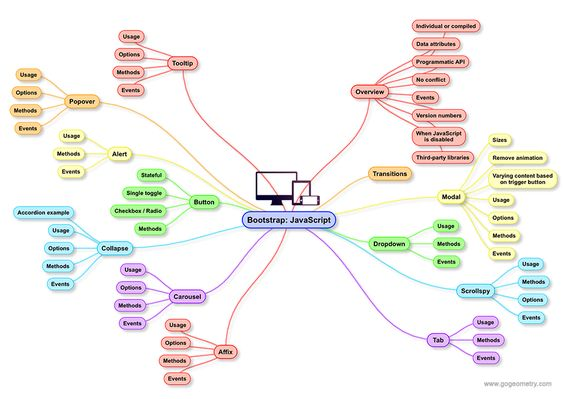 Bootstrap: JavaScript
Overview
Individual or compiled
Data attributes
Programmatic API
No conflict
Events
Version numbers
When JavaScript
is disabled
Third-party libraries
Transitions
Modal
Sizes
Remove animation
Varying content based
on trigger button
Usage
Options
Methods
Events
Dropdown
Usage
Methods
Events
Scrollspy
Usage
Methods
Options
Events
Tab
Usage
Methods
Events
Tooltip
Usage
Options
Methods
Events
Popover
Usage
Options
Methods
Events
Alert
Usage
Methods
Events
Button
Stateful
Single toggle
Checkbox / Radio
Methods
Collapse
Accordion example
Usage
Options
Methods
Events
Carousel
Usage
Options
Methods
Events
Affix
Usage
Options
Methods
Events
www.gogeometry.com